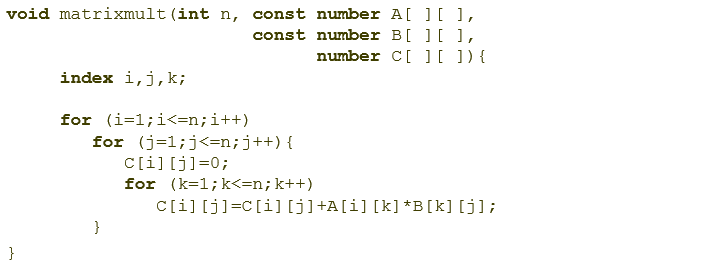 void matrixmult(int n, const number A[ ][ ],
const number B[ ][ ],
number C[ ][ ]){
index i,j,k;
for (i=1;i<=n;i++)
for (j=1;j<=n;j++){
C[i][j]=0;
for (k=1;k<=n;k++)
C[i][j]=C[i][j]+A[i][k]*B[k][j];
}
}